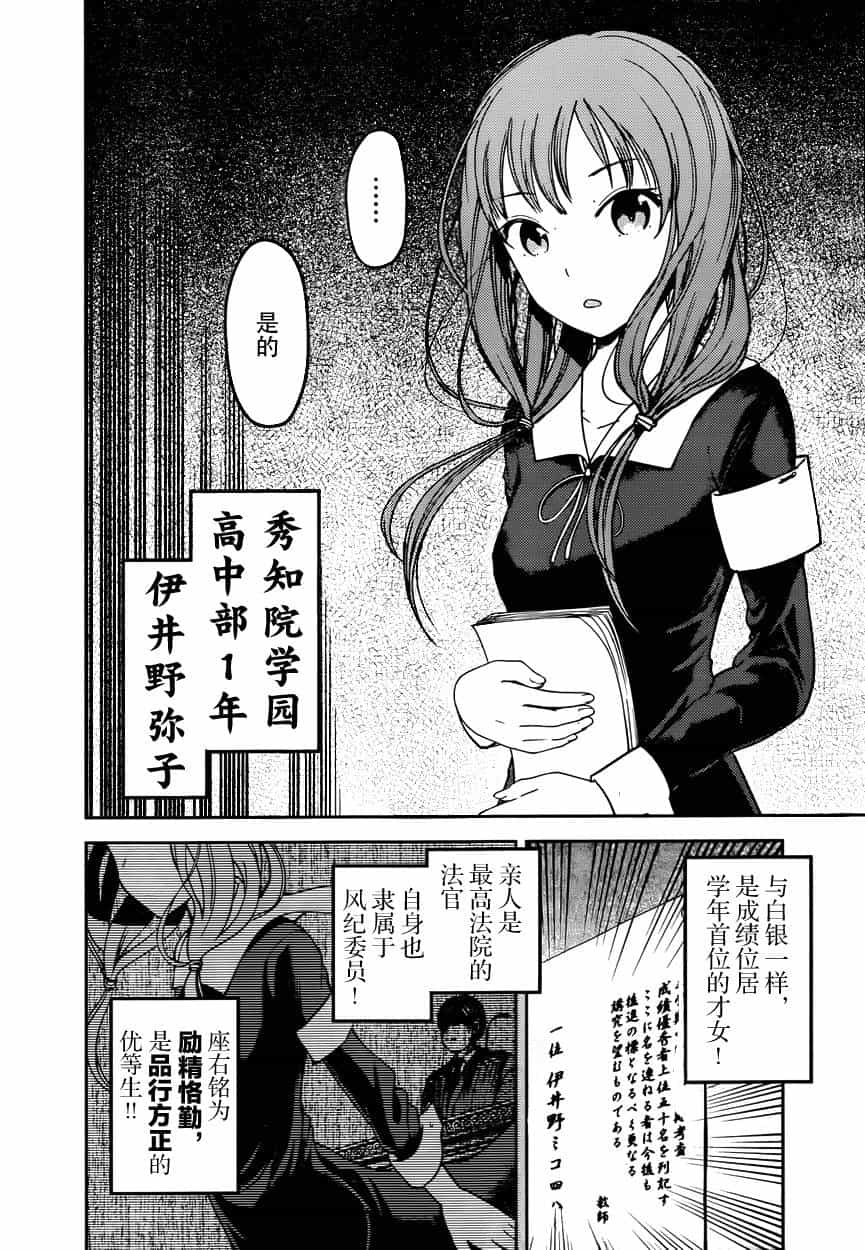 ……
是的
秀知院学园
高中部1年
伊井野弥子
与白银一样，
是成绩位居
学年首位的才女！
成績優秀者上位五十名を列記す
ここに名を連ねる者は今後も
後進の標となるべく更なる
講究を望むものである
教師
一位 伊井野ミコ 四八
亲人是
最高法院的
法官
自身也
隶属于
风纪委员！
座右铭为
励精恪勤，
是品行方正的
优等生!!